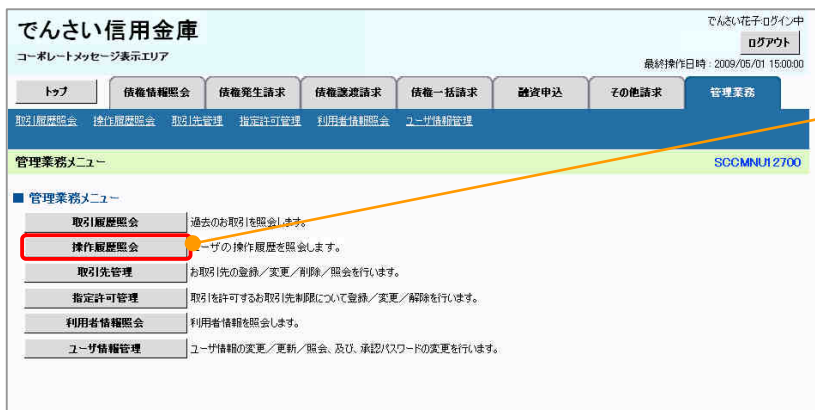 でんさい信用金庫
コーポレートメッセージ表示エリア
でんさい花子:ログイン中
ログアウト
最終操作日時：2009/05/01 15:00:00
トップ 債権情報照会 債権発生請求 債権譲渡請求 債権一括請求 融資申込 その他請求 管理業務
取引履歴照会 操作履歴照会 取引先管理 指定許可管理 利用者情報照会 ユーザ情報管理
管理業務メニュー SCCMNU12700
■ 管理業務メニュー
取引履歴照会 過去のお取引を照会します。
操作履歴照会 ーザの操作履歴を照会します。
取引先管理 お取引先の登録／変更／削除／照会を行います。
指定許可管理 取引を許可するお取引先制限について登録／変更／解除を行います。
利用者情報照会 利用者情報を照会します。
ユーザ情報管理 ユーザ情報の変更／更新／照会、及び、承認パスワードの変更を行います。